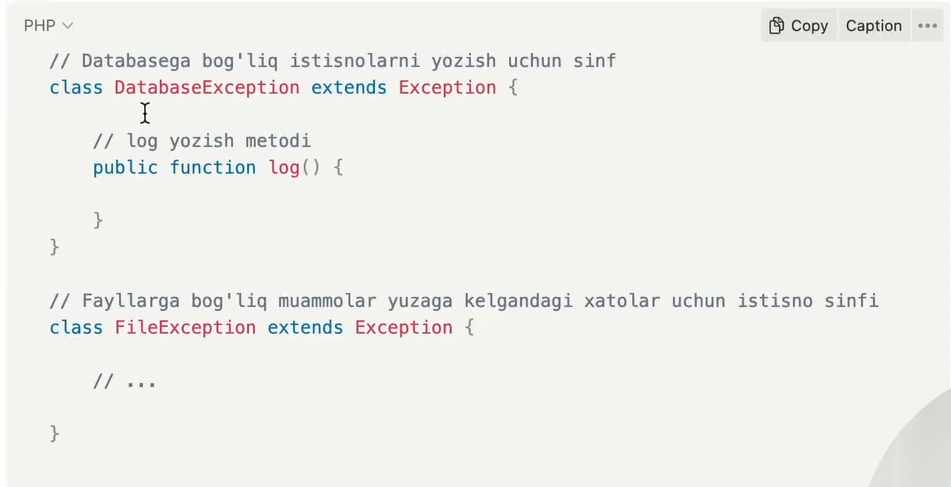 PHP
Copy Caption
// Databasega bog'liq istisnolarni yozish uchun sinf
class DatabaseException extends Exception {
// log yozish metodi
public function log() {
}
}
// Fayllarga bog'liq muammolar yuzaga kelgandagi xatolar uchun istisno sinfi
class FileException extends Exception {
// ...
}